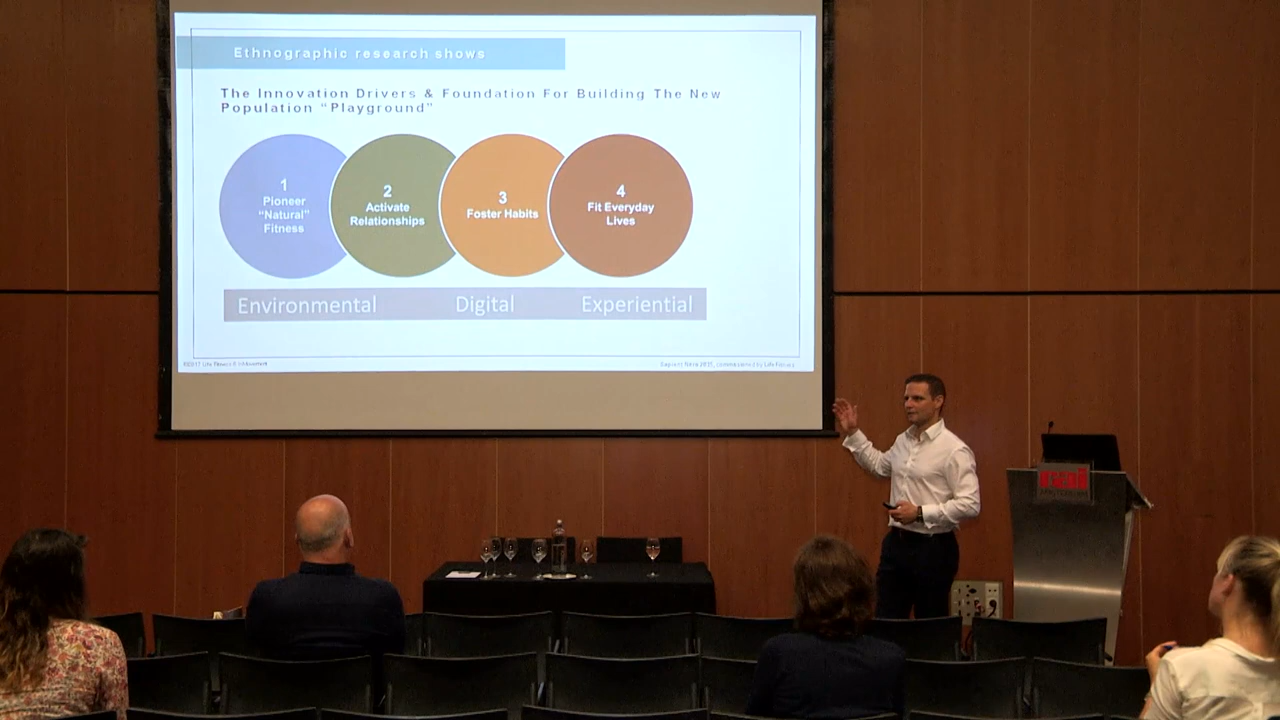 Ethnographic research shows
The Innovation Drivers & Foundation For Building The New
Population “Playground”
1
Pioneer
“Natural”
Fitness
2
Activate
Relationships
3
Foster Habits
4
Fit Everyday
Lives
Environmental Digital Experiential